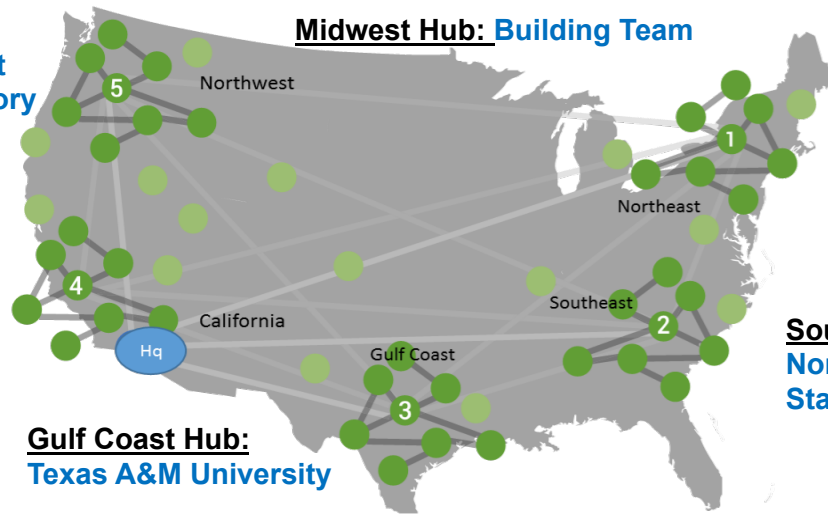 Midwest Hub: Building Team
5
Northwest
1
Northeast
4
California
Hq
Southeast
2
Gulf Coast
3
Gulf Coast Hub:
Texas A&M University